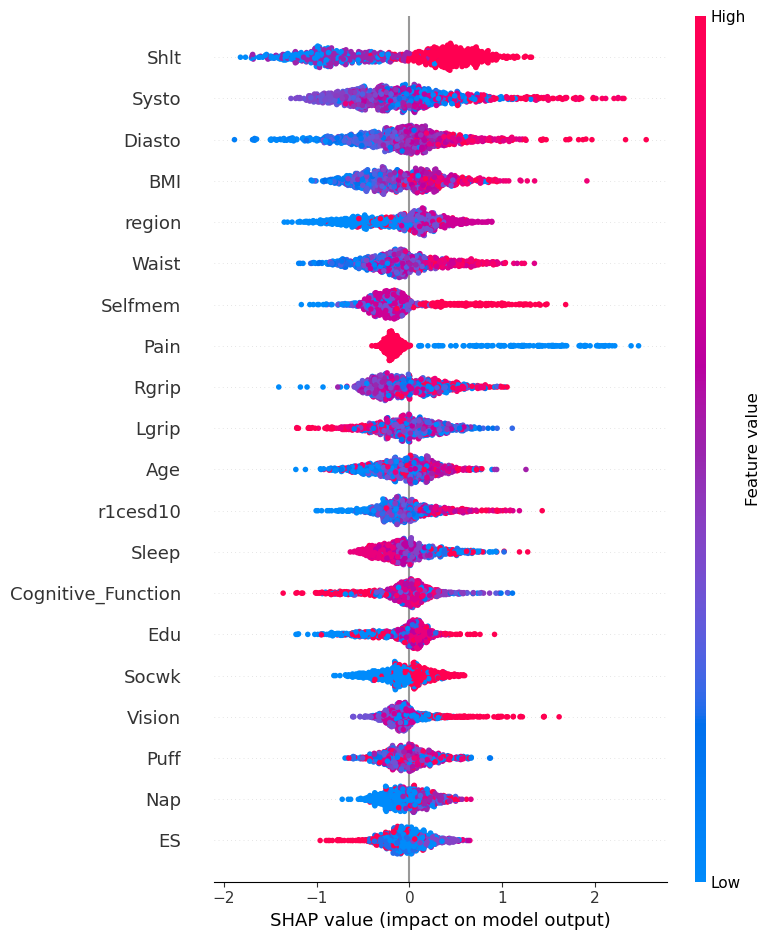 High
Shlt
Systo
Diasto
BMI
region
Waist
Selfmem
Pain
Rgrip
Lgrip
Age
r1cesd10
Sleep
Cognitive_Function
Edu
Socwk
Vision
Puff
Nap
ES
Feature value
Low
−2 −1 0 1 2
SHAP value (impact on model output)